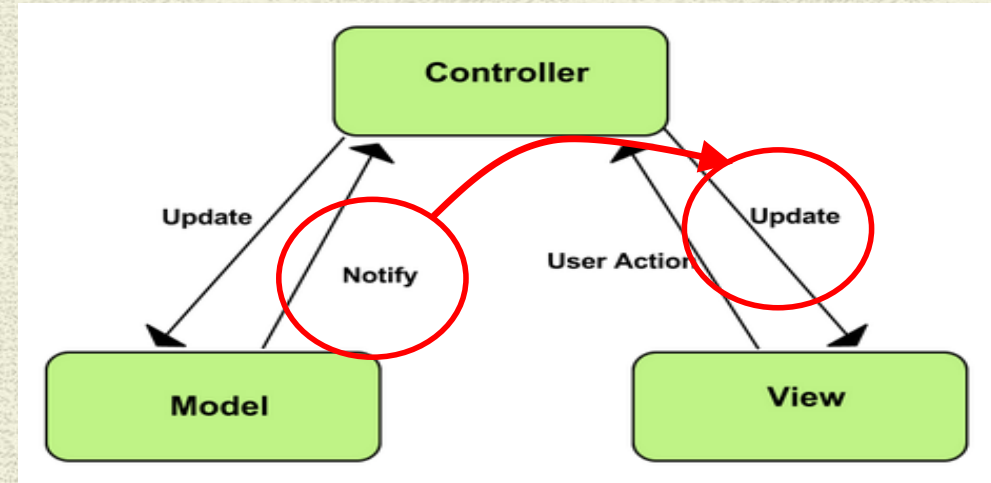 Controller
Update
Update
Notify
User Action
Model
View